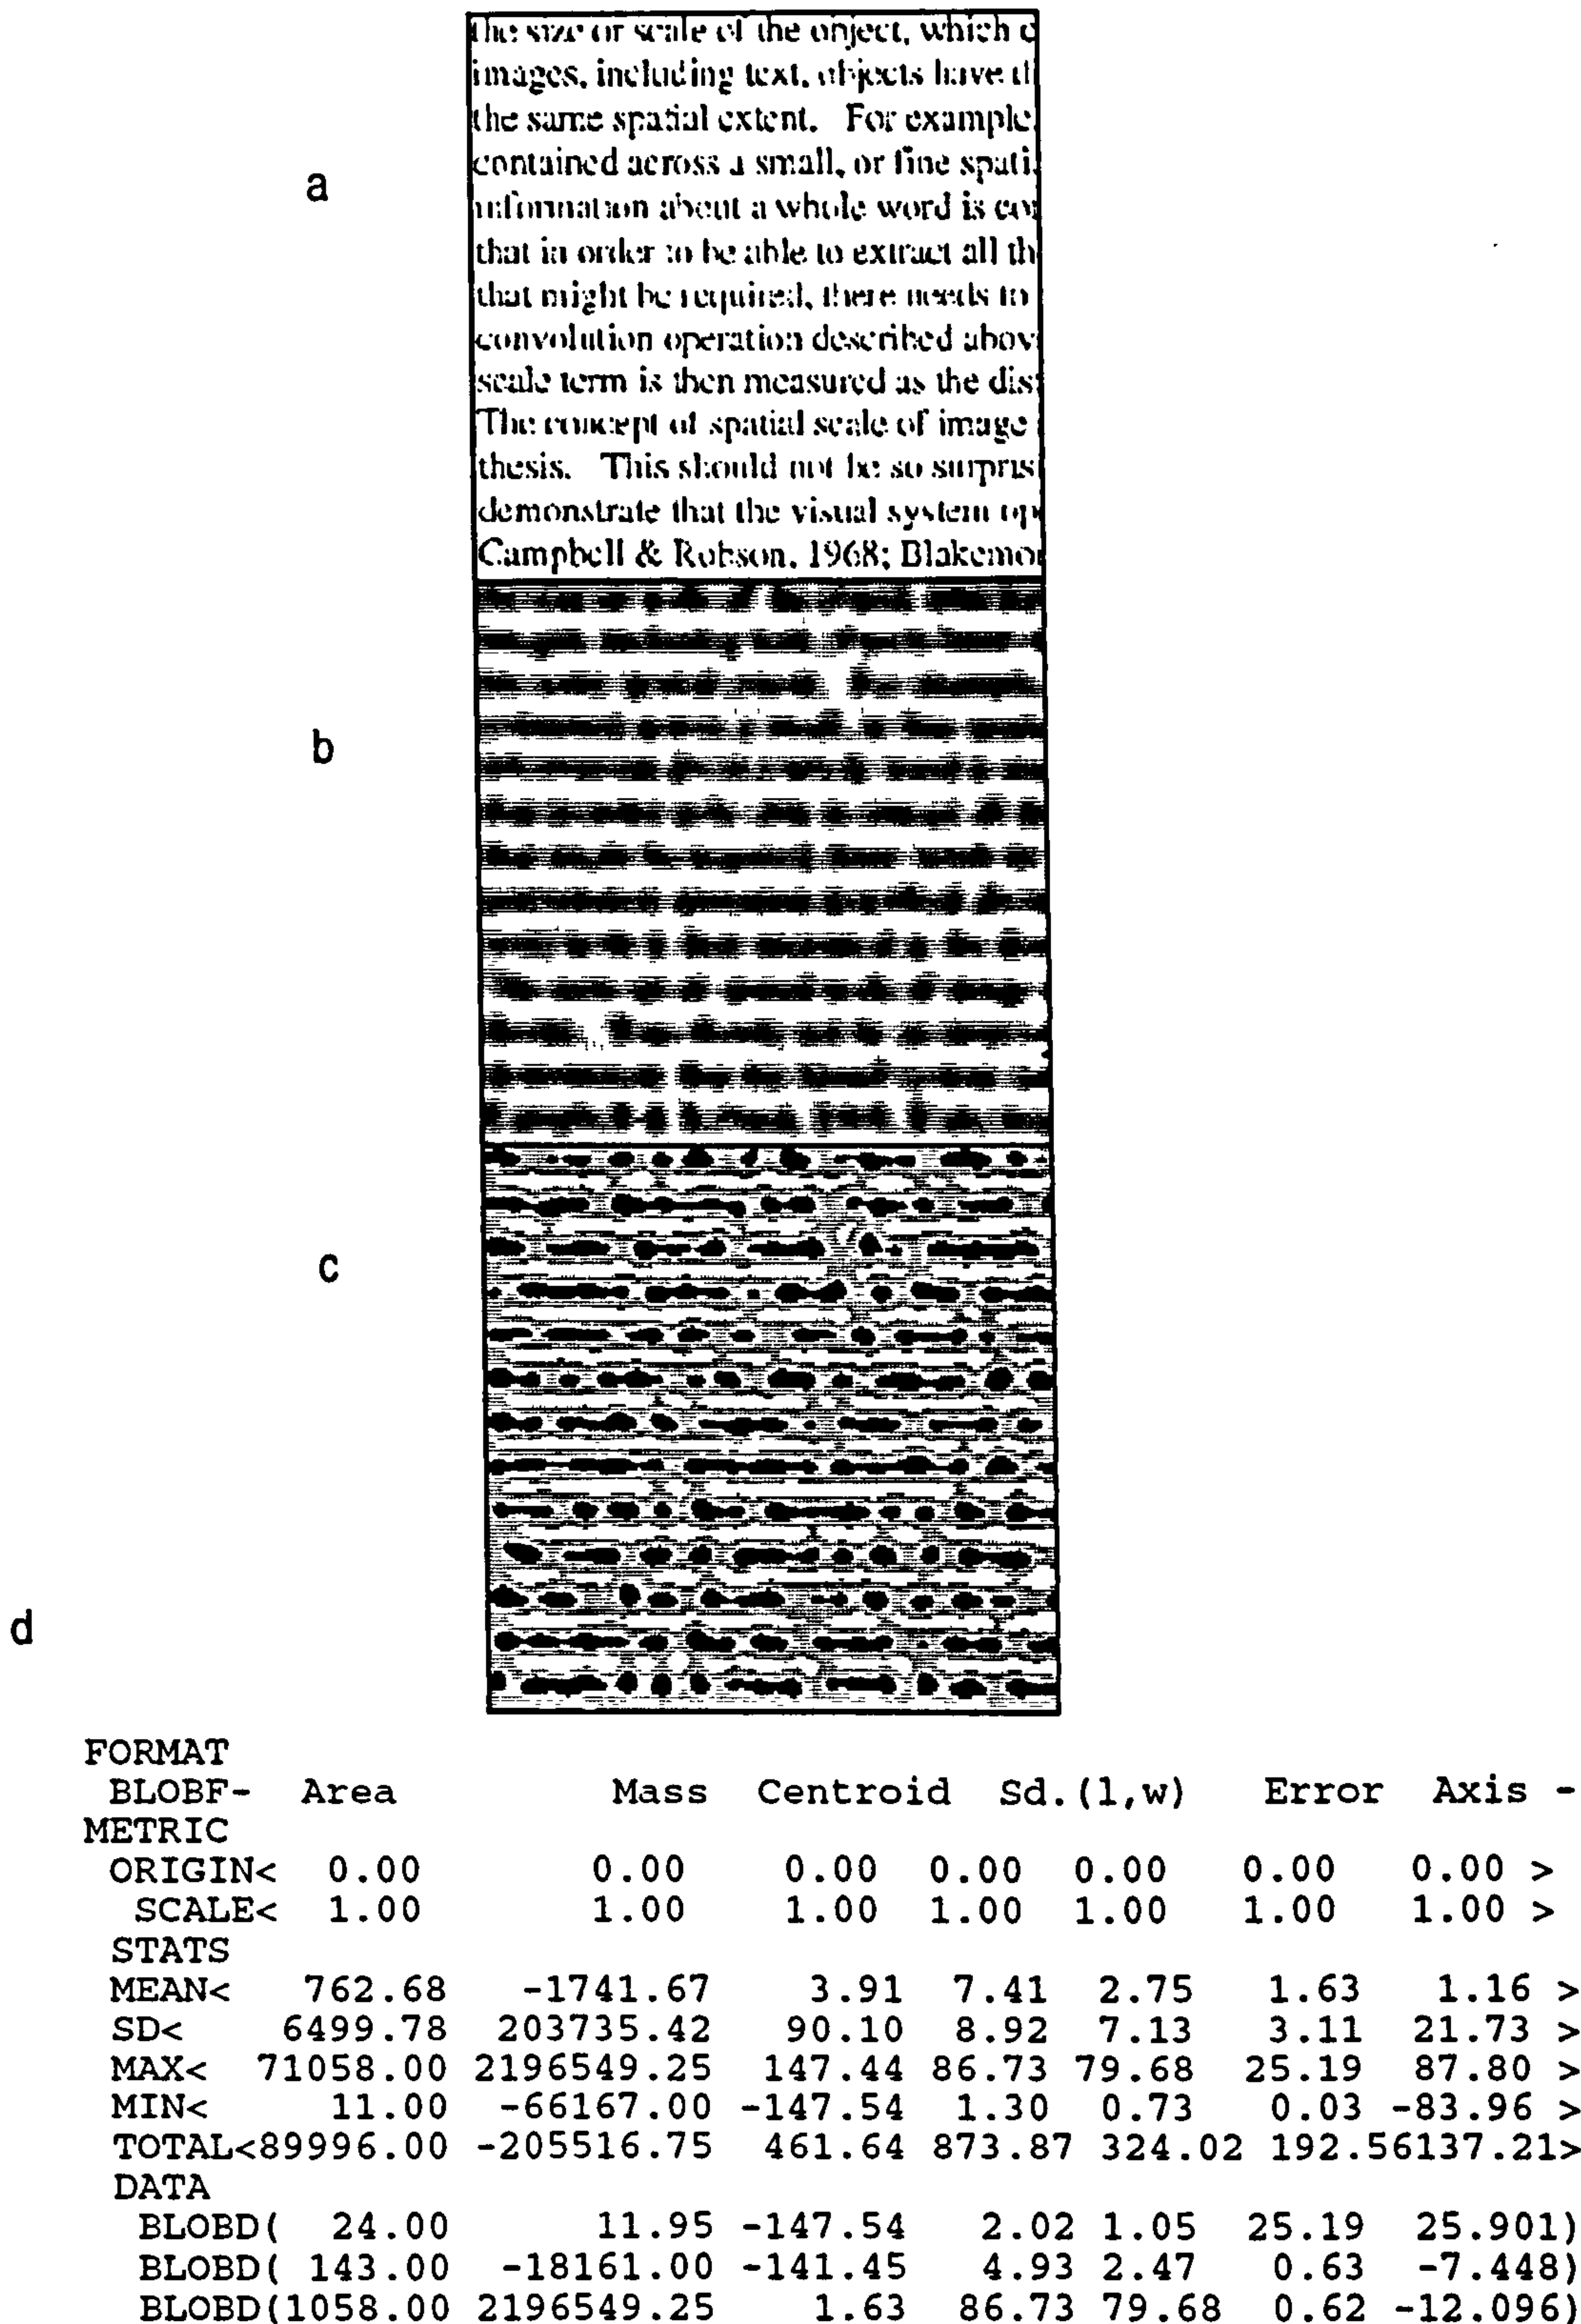 the size or scale of the object, which c
images, including text, objects have d
the same spatial extent. For example
contained across a small, or fine spati
information about a whole word is co
that in order to be able to extract all th
that might be required, there needs to
convolution operation described abov
scale term is then measured as the dis
The concept of spatial scale of image
thesis. This should not be so surpris
demonstrate that the visual system op
Campbell & Robson, 1968; Blakemo
a
b
c
d
FORMAT
BLOBF- Area Mass Centroid Sd.(l,w) Error Axis -
METRIC
ORIGIN< 0.00 0.00 0.00 0.00 0.00 0.00 0.00 >
SCALE< 1.00 1.00 1.00 1.00 1.00 1.00 1.00 >
STATS
MEAN< 762.68 -1741.67 3.91 7.41 2.75 1.63 1.16 >
SD< 6499.78 203735.42 90.10 8.92 7.13 3.11 21.73 >
MAX< 71058.00 2196549.25 147.44 86.73 79.68 25.19 87.80 >
MIN< 11.00 -66167.00 -147.54 1.30 0.73 0.03 -83.96 >
TOTAL<89996.00 -205516.75 461.64 873.87 324.02 192.56137.21>
DATA
BLOBD( 24.00 11.95 -147.54 2.02 1.05 25.19 25.901)
BLOBD( 143.00 -18161.00 -141.45 4.93 2.47 0.63 -7.448)
BLOBD(1058.00 2196549.25 1.63 86.73 79.68 0.62 -12.096)